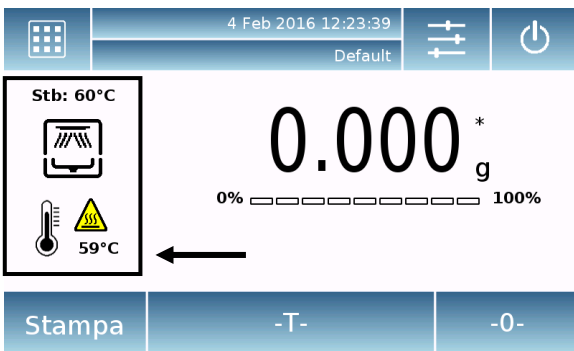 4 Feb 2016 12:23:39
Default
Stb: 60°C
59°C
0.000 *
g
0% 100%
Stampa -T- -0-